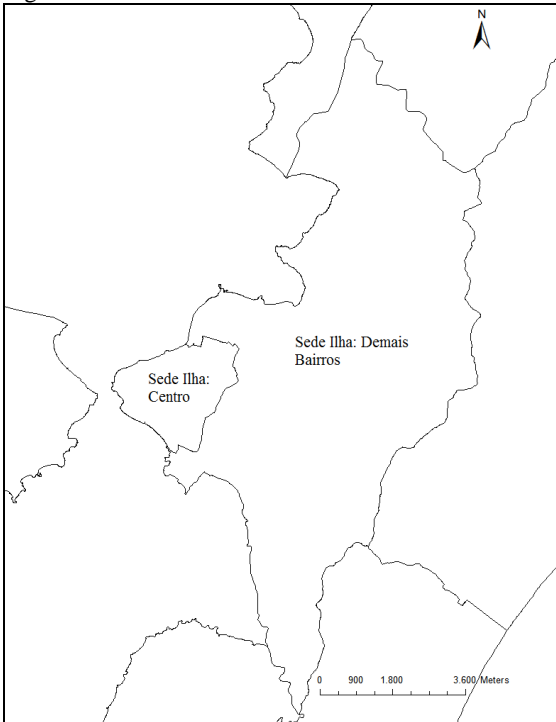 N
Sede Ilha: Demais
Bairros
Sede Ilha:
Centro
0 900 1.800 3.600 Meters